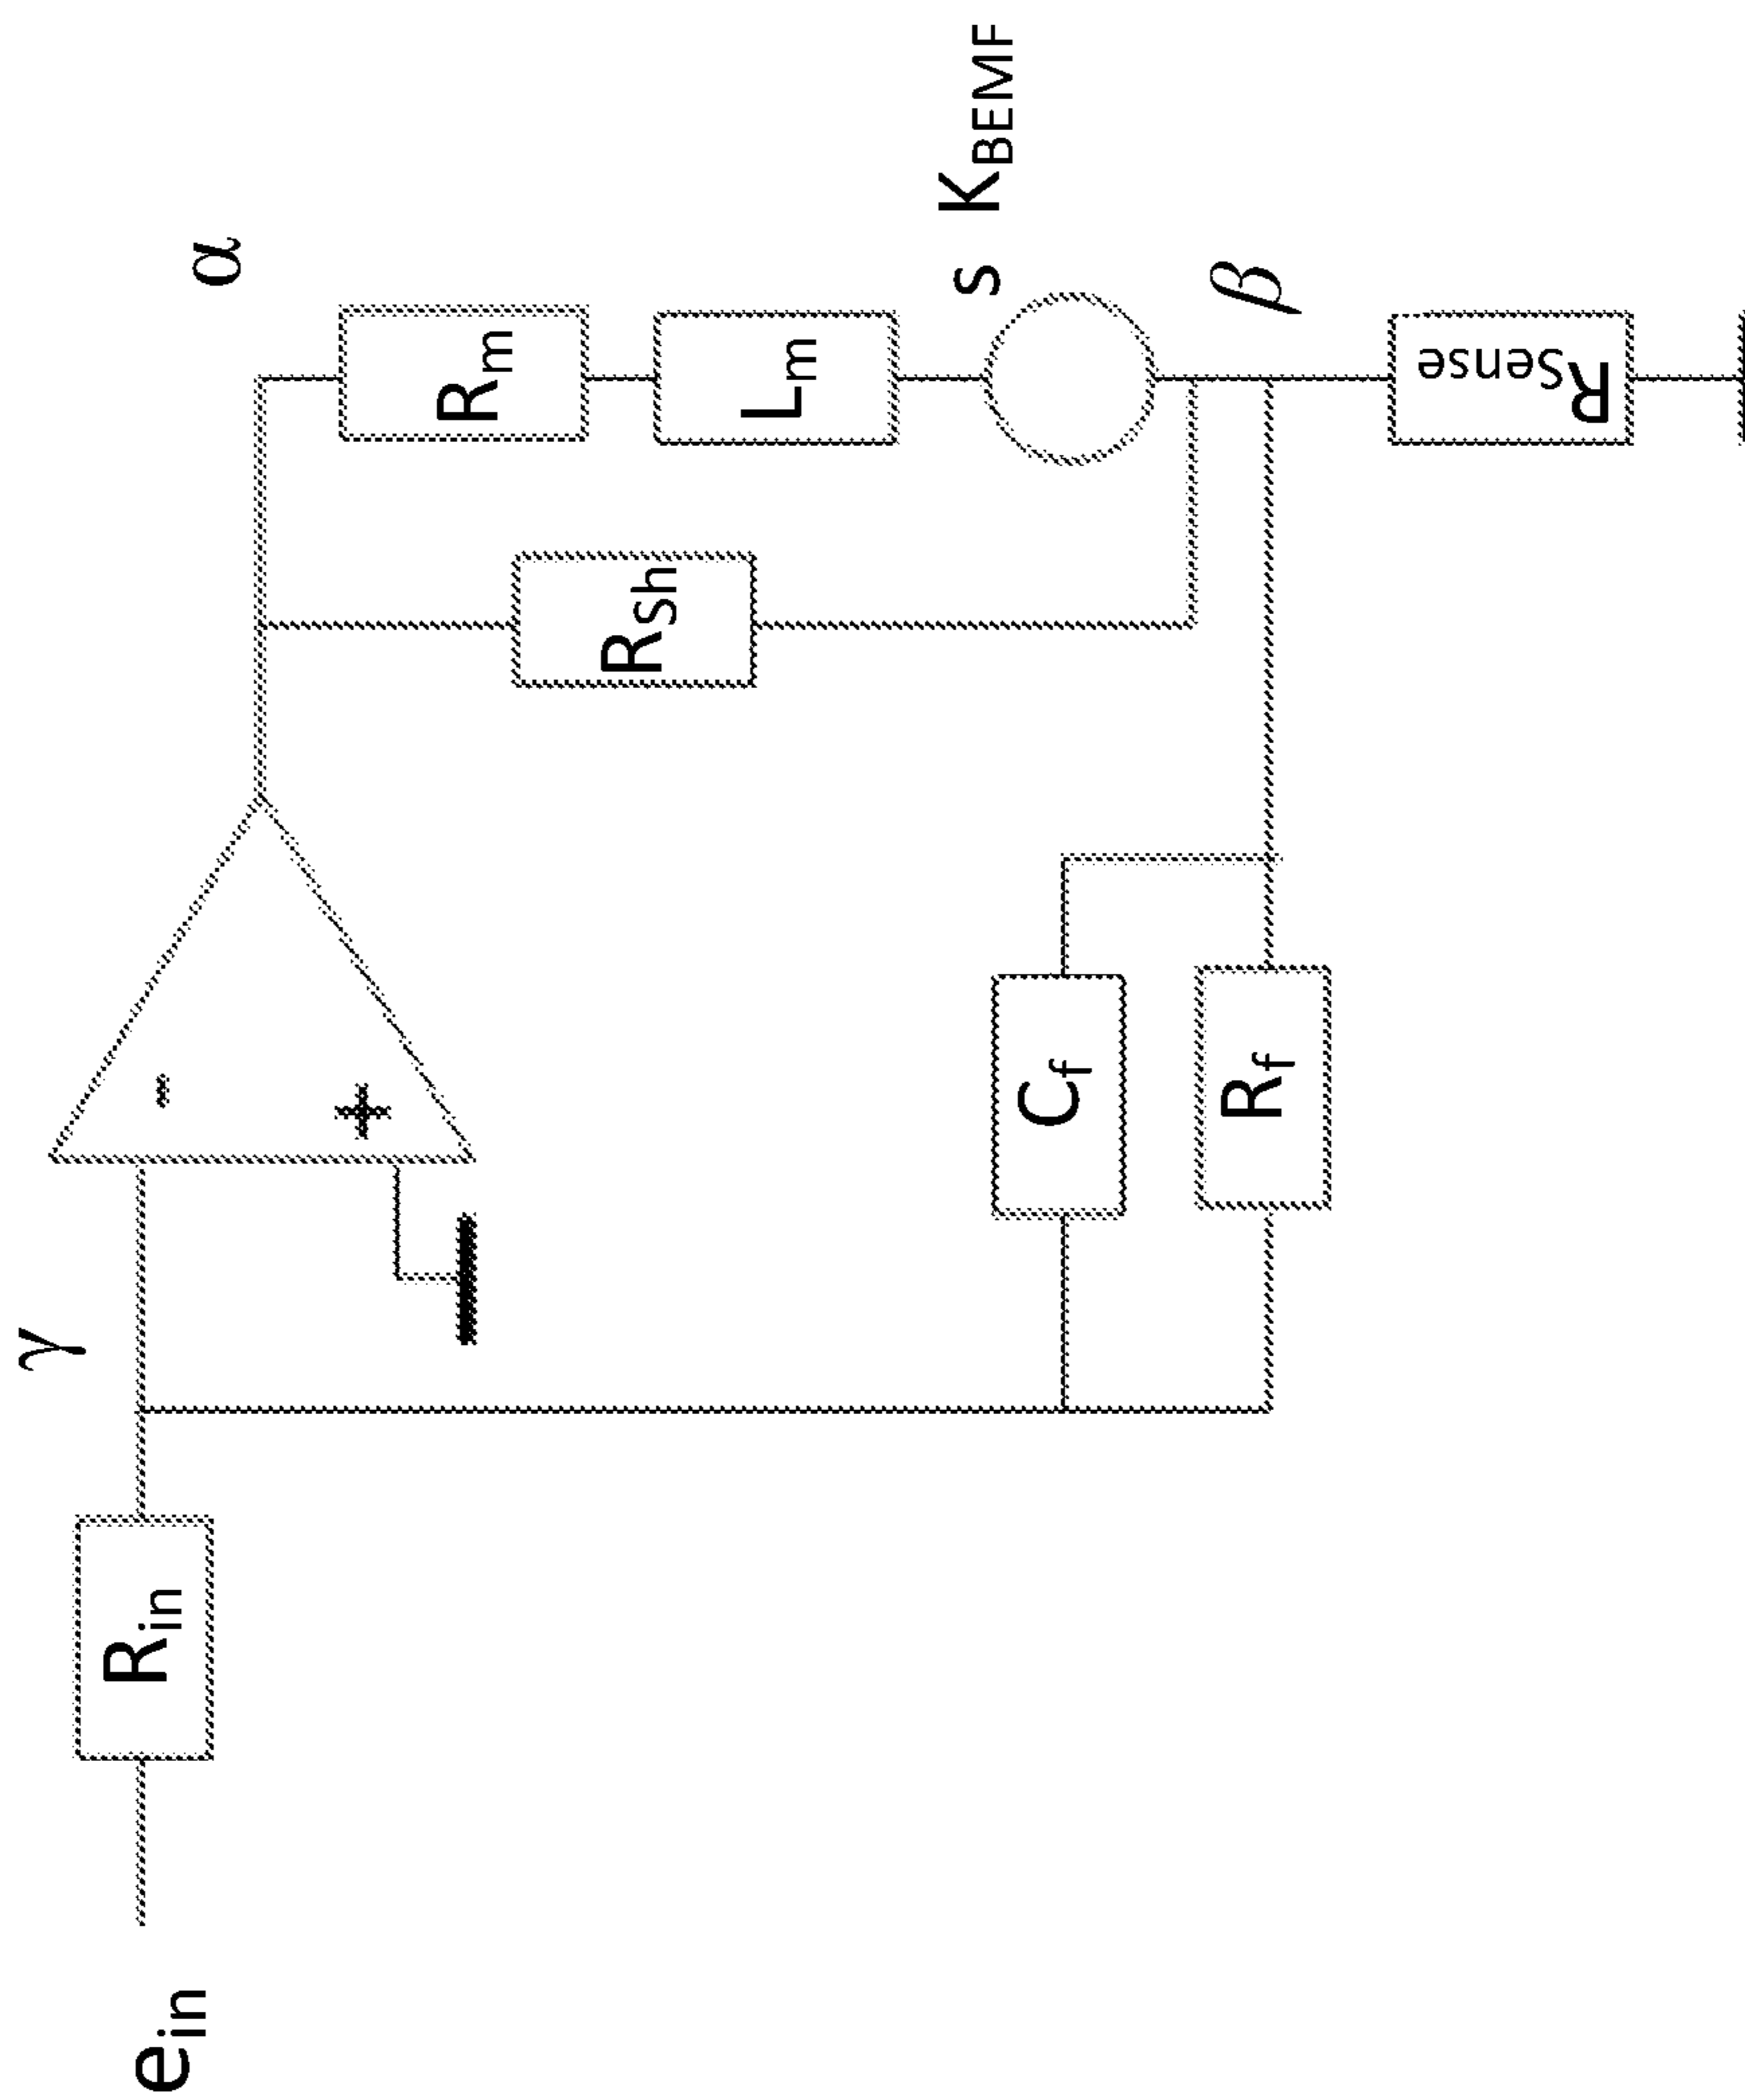 e_in
R_in
γ
-
+
C_f
R_f
R_Sh
α
R_m
L_m
s K_BEMF
β
R_Sense